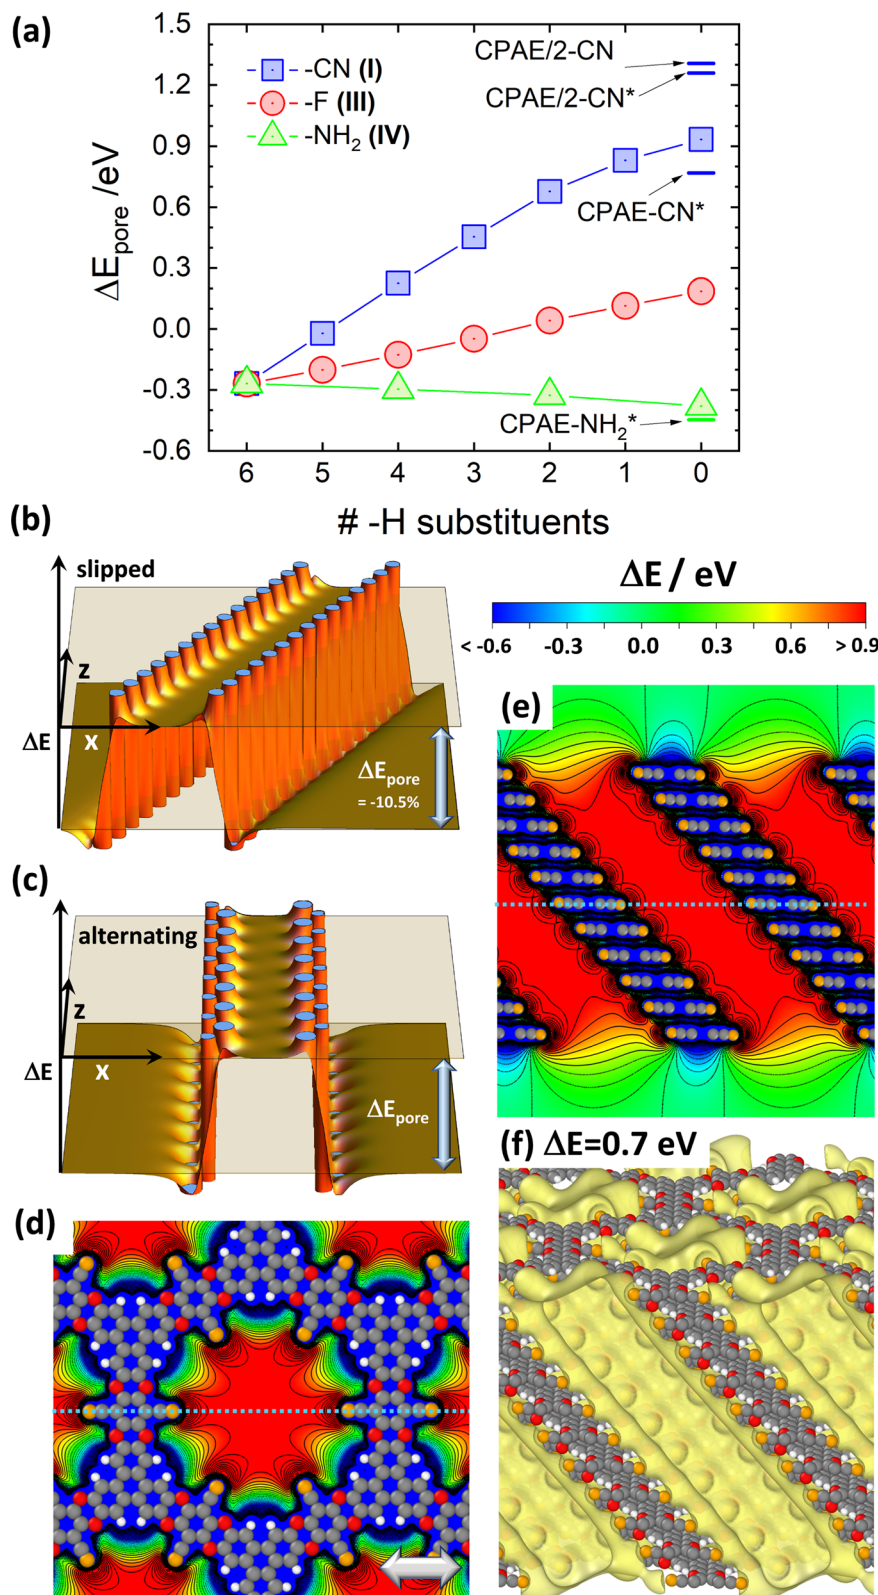 (a)
1.5
1.2
0.9
0.6
0.3
0.0
-0.3
-0.6
ΔE_pore /eV
-CN (I)
-F (III)
-NH₂ (IV)
CPAE/2-CN
CPAE/2-CN*
CPAE-CN*
CPAE-NH₂*
6 5 4 3 2 1 0
# -H substituents
(b)
slipped
z
x
ΔE
ΔE_pore
= -10.5%
ΔE / eV
< -0.6 -0.3 0.0 0.3 0.6 > 0.9
(c)
alternating
z
x
ΔE
ΔE_pore
(d)
(e)
(f) ΔE=0.7 eV